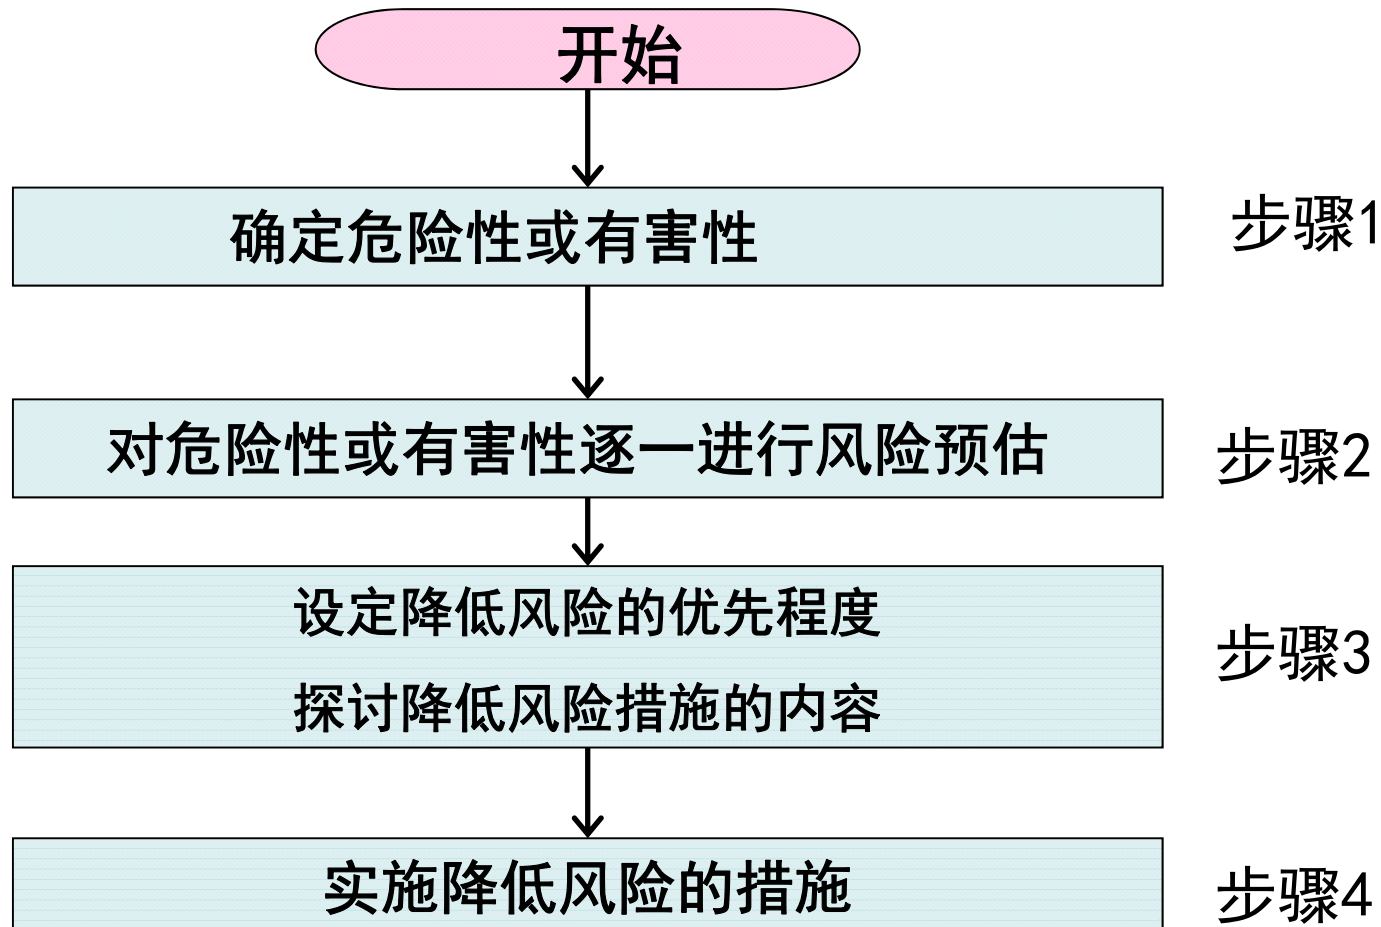 开始
确定危险性或有害性
步骤1
对危险性或有害性逐一进行风险预估
步骤2
设定降低风险的优先程度
探讨降低风险措施的内容
步骤3
实施降低风险的措施
步骤4